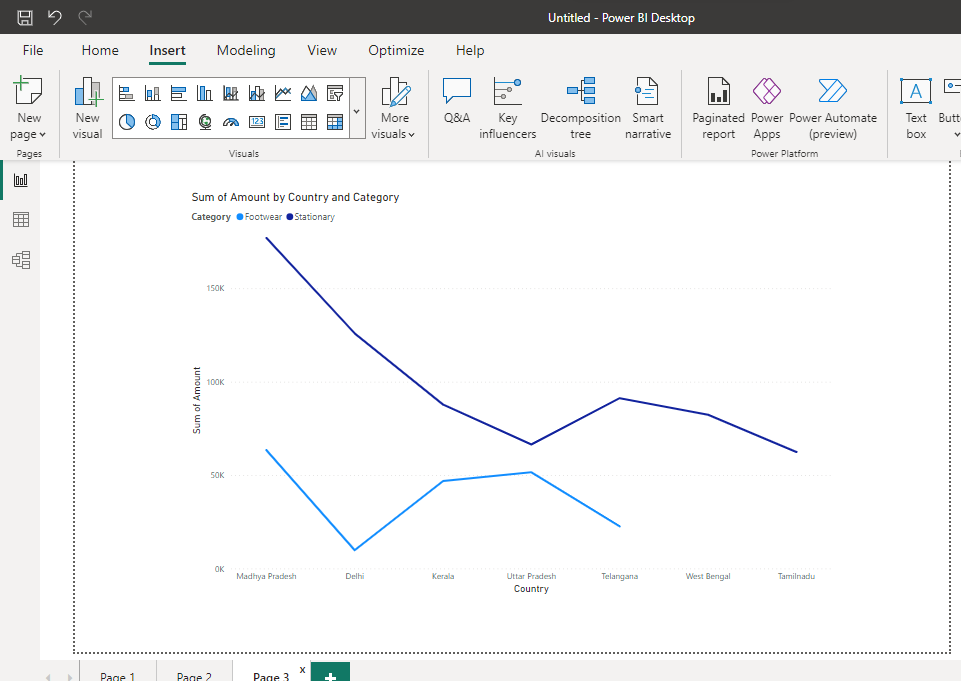 Untitled - Power BI Desktop
File Home Insert Modeling View Optimize Help
New page
New visual
123
More visuals
Q&A
Key influencers
Decomposition tree
Smart narrative
Paginated report
Power Apps
Power Automate (preview)
A
Text box
Pages Visuals AI visuals Power Platform
Sum of Amount by Country and Category
Category Footwear Stationary
150K
100K
50K
0K
Sum of Amount
Madhya Pradesh Delhi Kerala Uttar Pradesh Telangana West Bengal Tamilnadu
Country
Page 1 Page 2 Page 3 x +